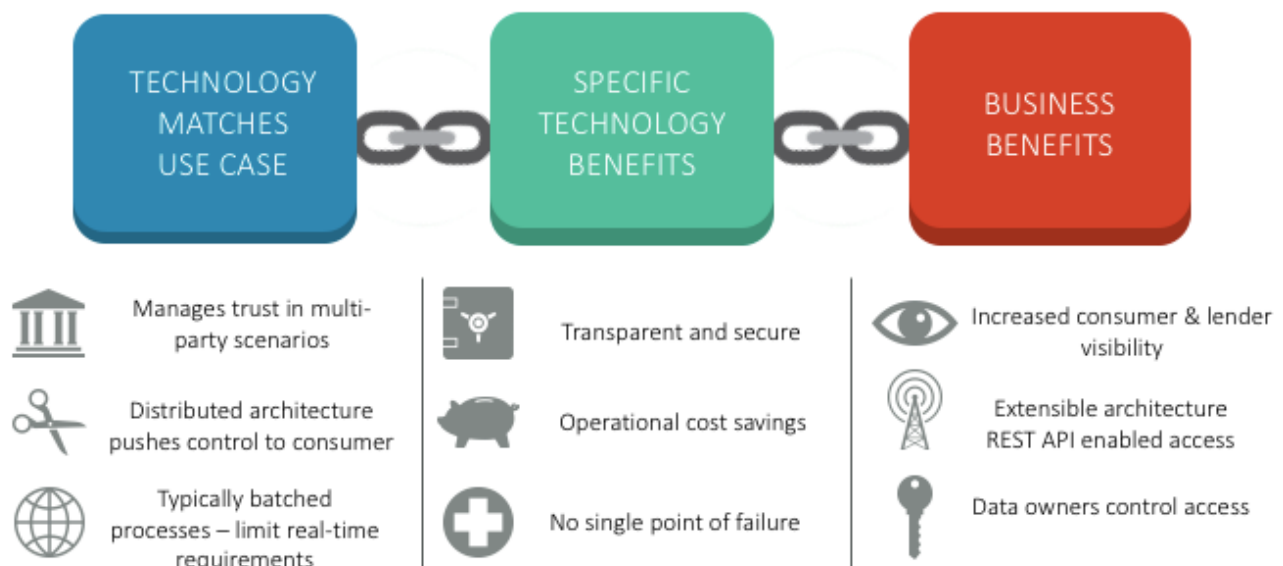 TECHNOLOGY
MATCHES
USE CASE
SPECIFIC
TECHNOLOGY
BENEFITS
BUSINESS
BENEFITS
Manages trust in multi-
party scenarios
Distributed architecture
pushes control to consumer
Typically batched
processes – limit real-time
requirements
Transparent and secure
Operational cost savings
No single point of failure
Increased consumer & lender
visibility
Extensible architecture
REST API enabled access
Data owners control access